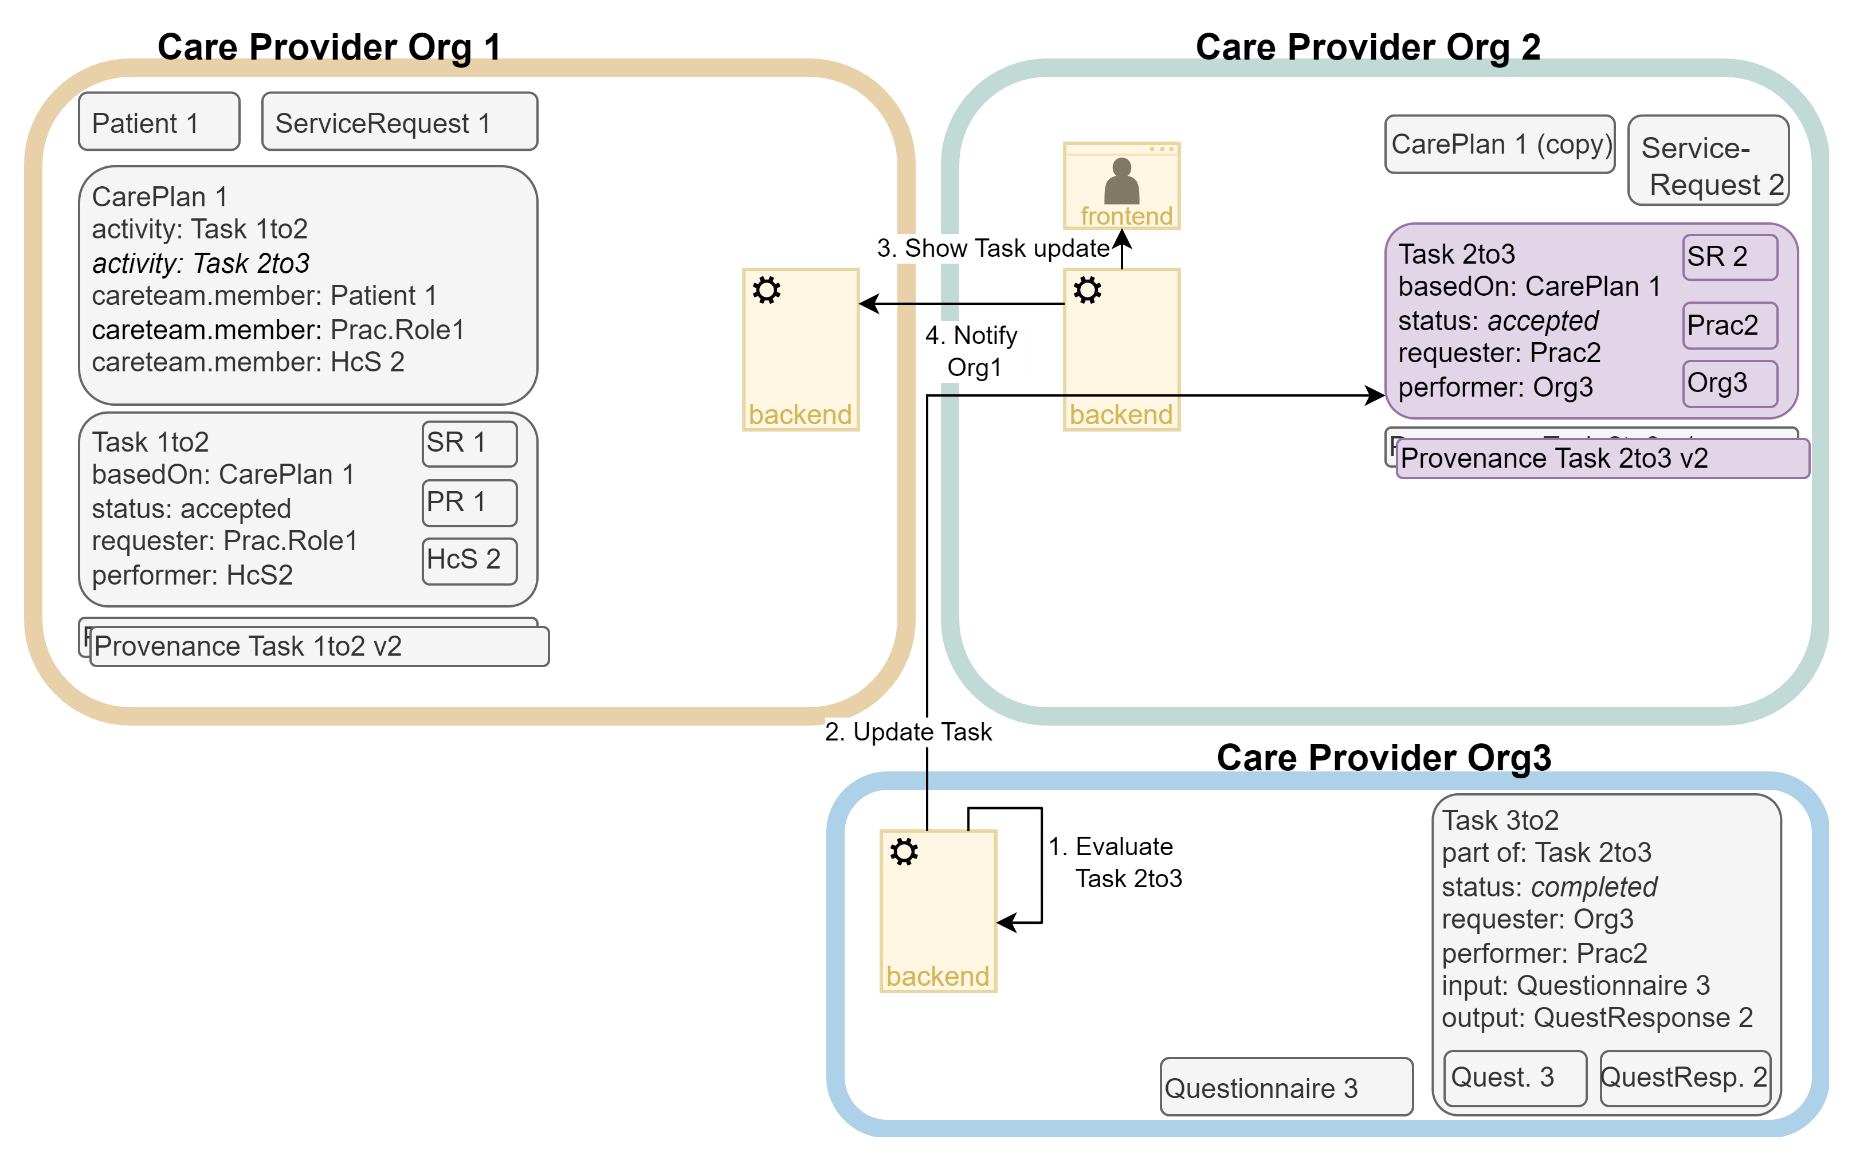 Care Provider Org 1
Patient 1
ServiceRequest 1
CarePlan 1
activity: Task 1to2
activity: Task 2to3
careteam.member: Patient 1
careteam.member: Prac.Role1
careteam.member: HcS 2
Task 1to2
basedOn: CarePlan 1
status: accepted
requester: Prac.Role1
performer: HcS2
SR 1
PR 1
HcS 2
Provenance Task 1to2 v2
backend
Care Provider Org 2
frontend
3. Show Task update
backend
4. Notify
Org1
CarePlan 1 (copy)
Service-
Request 2
Task 2to3
basedOn: CarePlan 1
status: accepted
requester: Prac2
performer: Org3
SR 2
Prac2
Org3
Provenance Task 2to3 v2
2. Update Task
Care Provider Org3
backend
1. Evaluate
Task 2to3
Questionnaire 3
Task 3to2
part of: Task 2to3
status: completed
requester: Org3
performer: Prac2
input: Questionnaire 3
output: QuestResponse 2
Quest. 3
QuestResp. 2